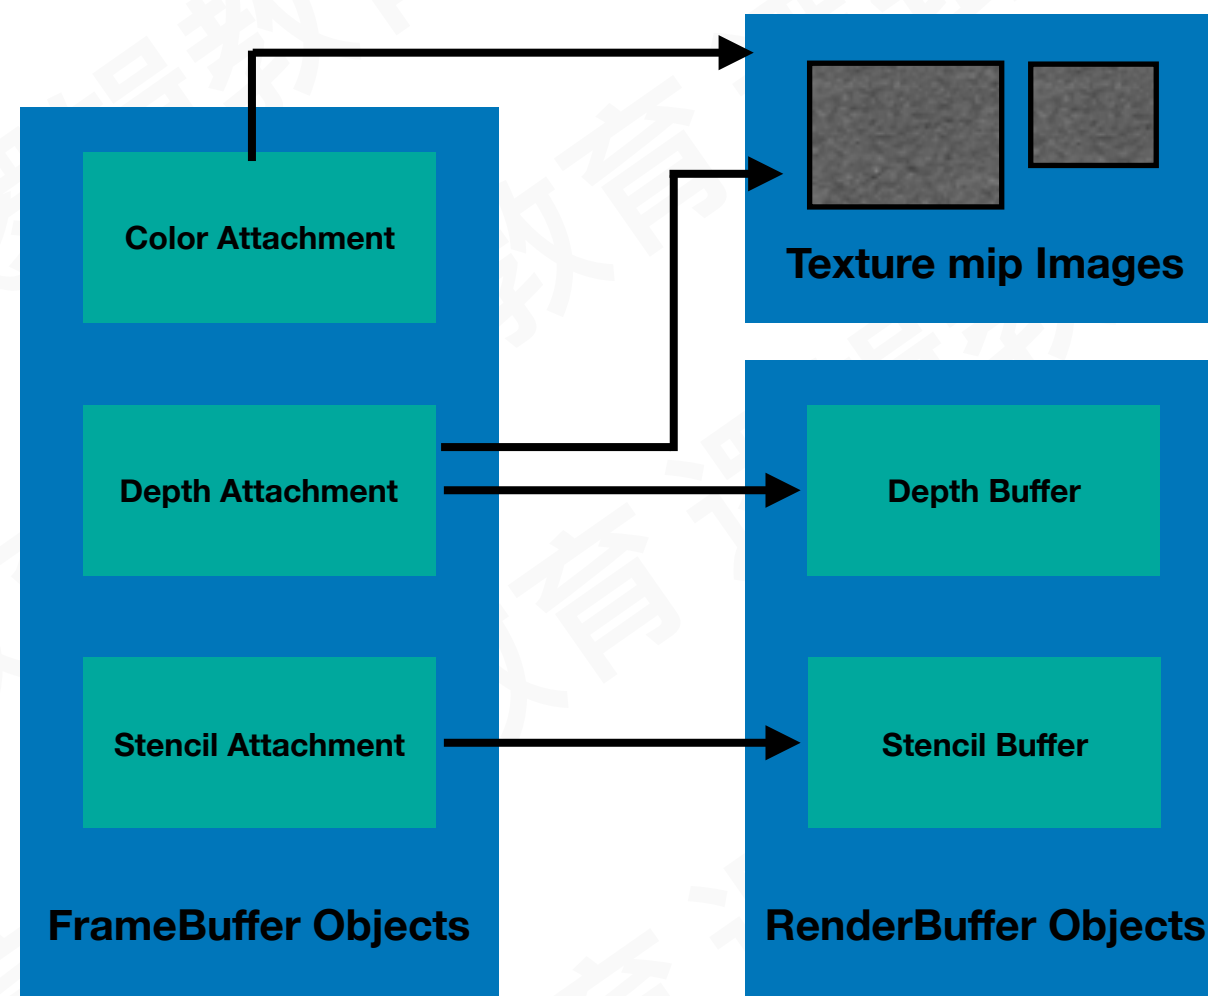 Color Attachment
Texture mip Images
Depth Attachment
Depth Buffer
Stencil Attachment
Stencil Buffer
FrameBuffer Objects
RenderBuffer Objects